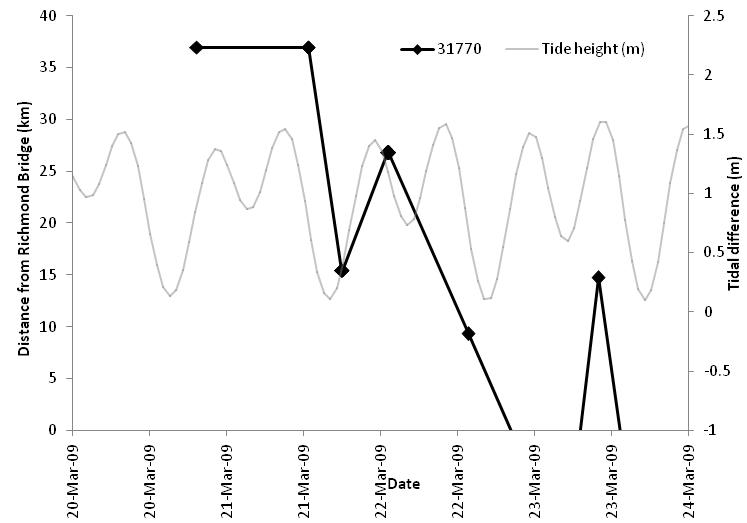 40
35
30
25
20
15
10
5
0
Distance from Richmond Bridge (km)
31770
Tide height (m)
2.5
2
1.5
1
0.5
0
-0.5
-1
Tidal difference (m)
20-Mar-09
20-Mar-09
21-Mar-09
21-Mar-09
22-Mar-09
22-Mar-09
23-Mar-09
23-Mar-09
24-Mar-09
Date